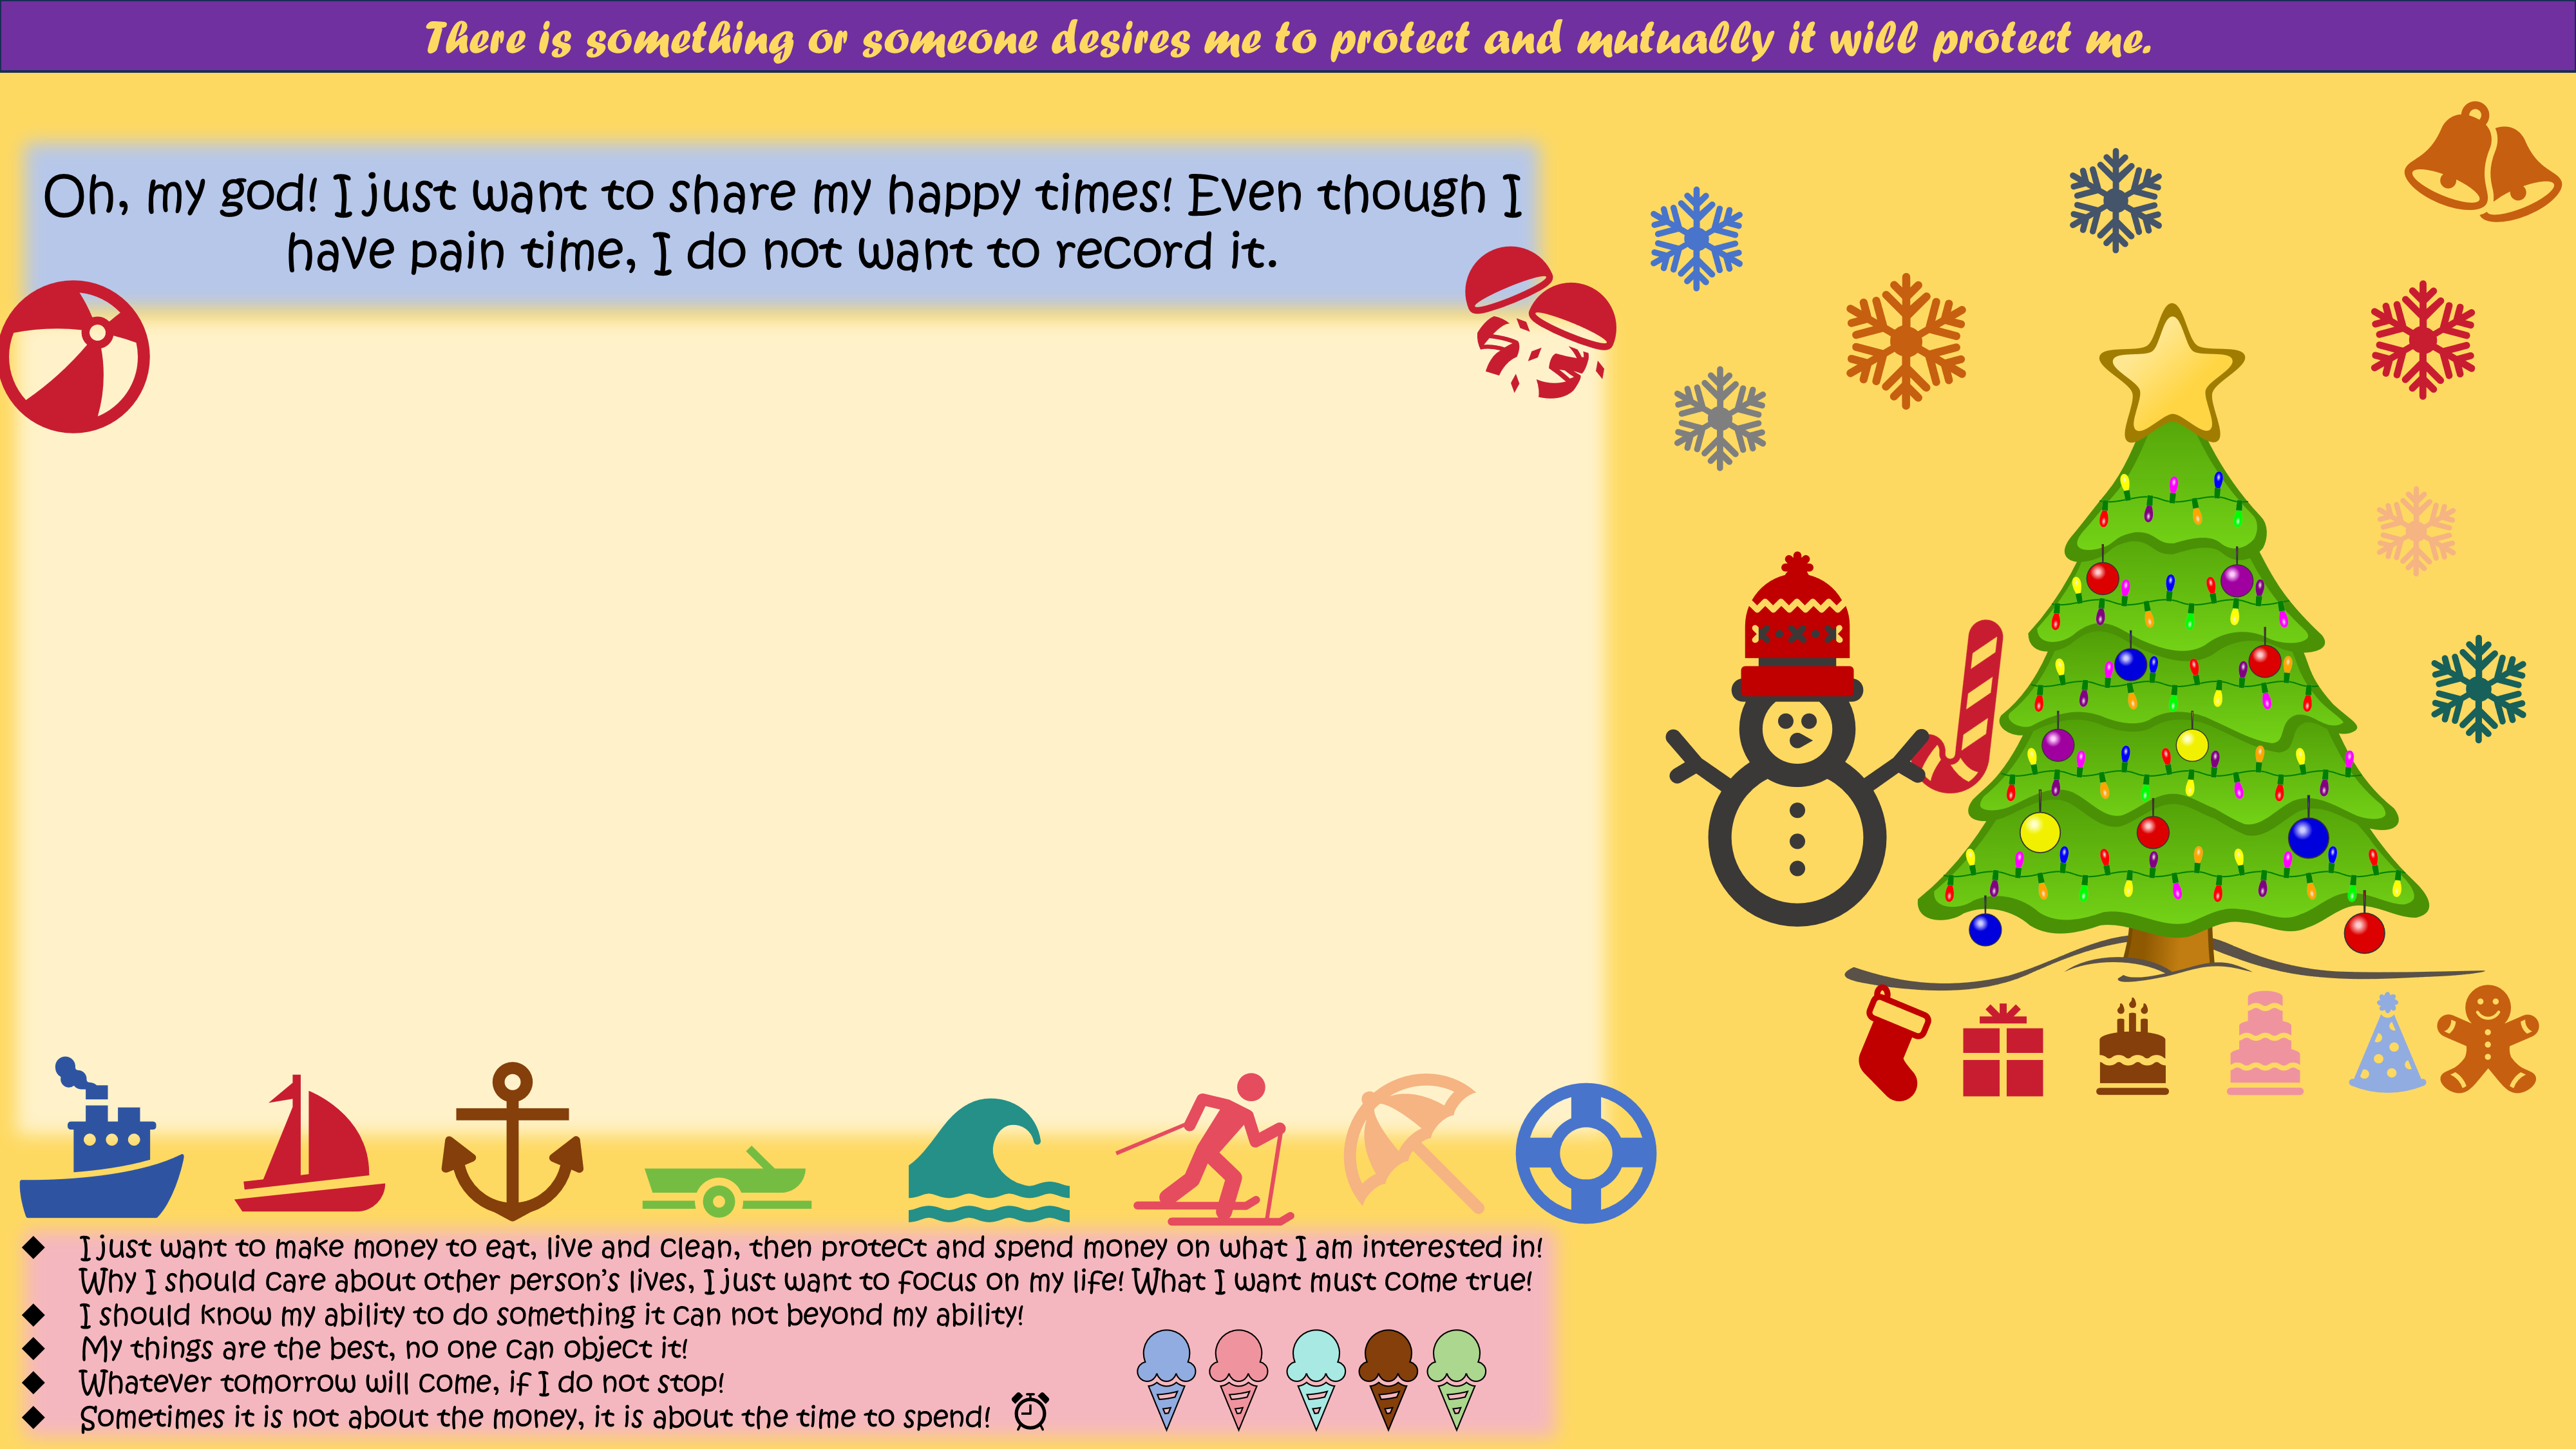 There is something or someone desires me to protect and mutually it will protect me.
Oh, my god! I just want to share my happy times! Even though I
have pain time, I do not want to record it.
◆ I just want to make money to eat, live and clean, then protect and spend money on what I am interested in!
Why I should care about other person’s lives, I just want to focus on my life! What I want must come true!
◆ I should know my ability to do something it can not beyond my ability!
◆ My things are the best, no one can object it!
◆ Whatever tomorrow will come, if I do not stop!
◆ Sometimes it is not about the money, it is about the time to spend!